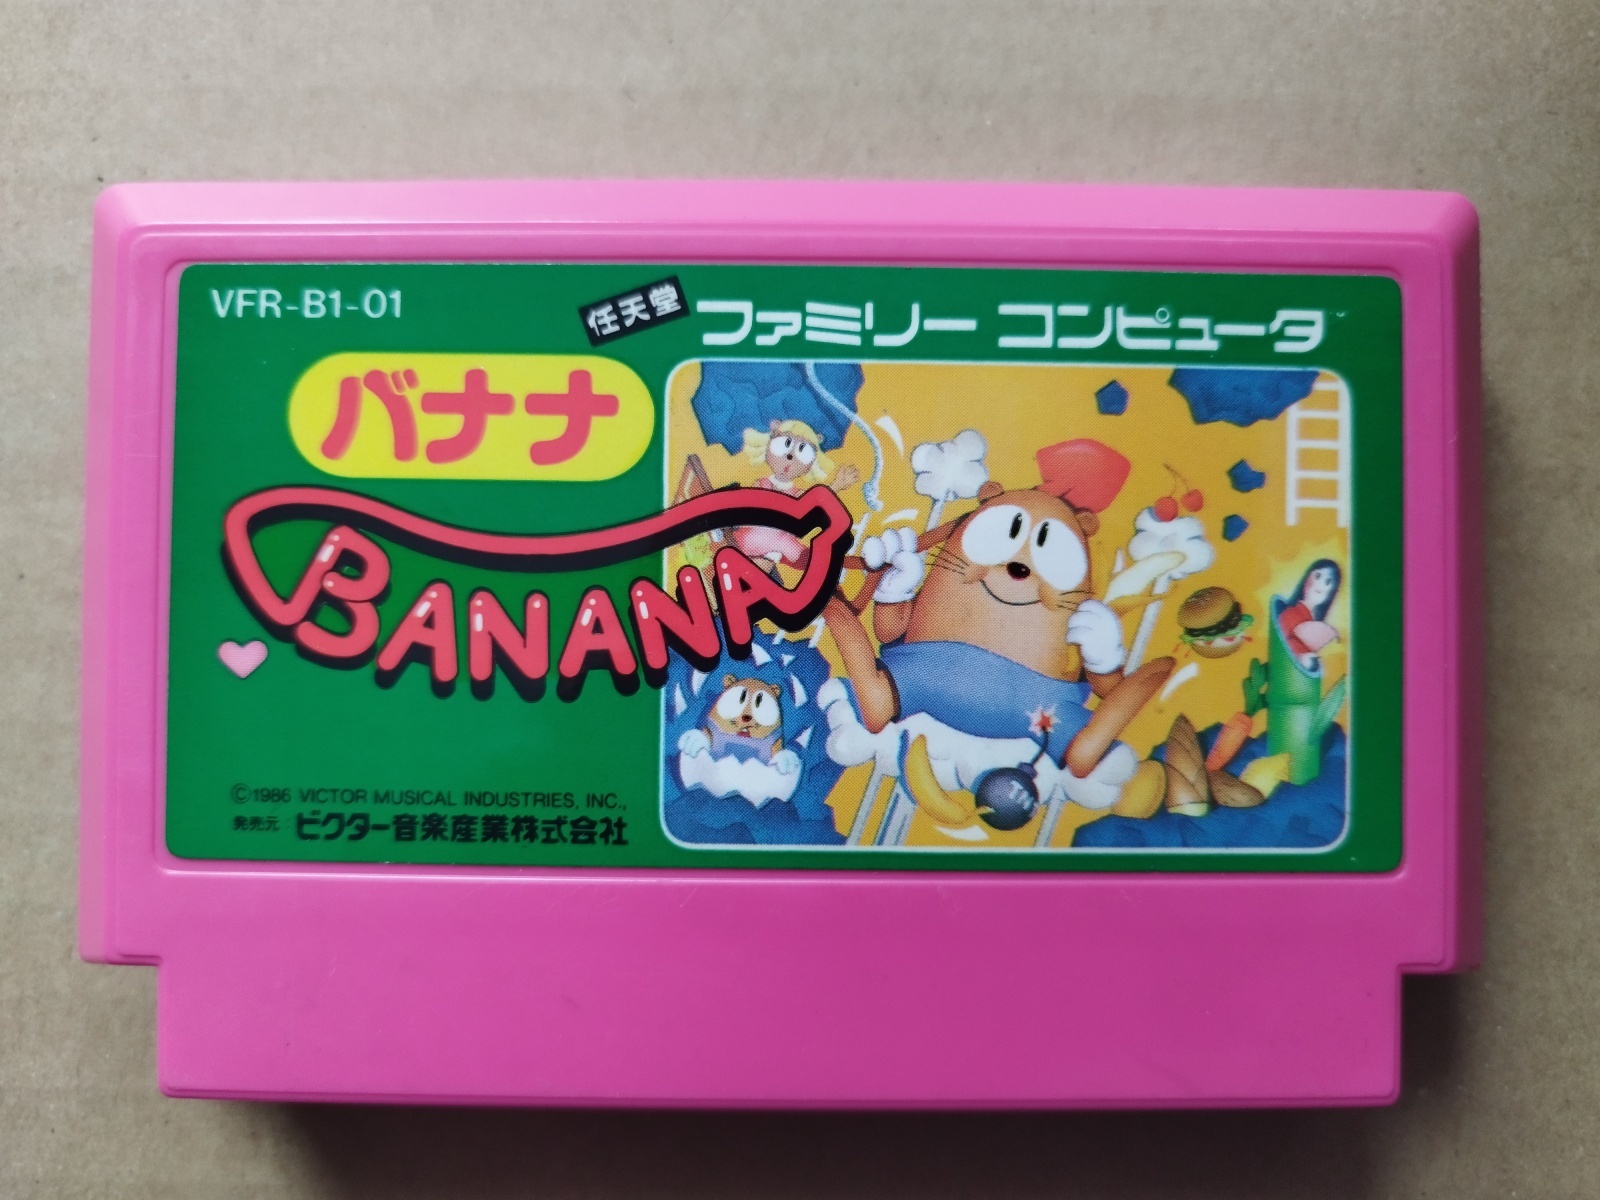 VFR-B1-01
任天堂 ファミリー コンピュータ
バナナ
BANANA
TN
©1986 VICTOR MUSICAL INDUSTRIES, INC.,
発売元 ビクター音楽産業株式会社